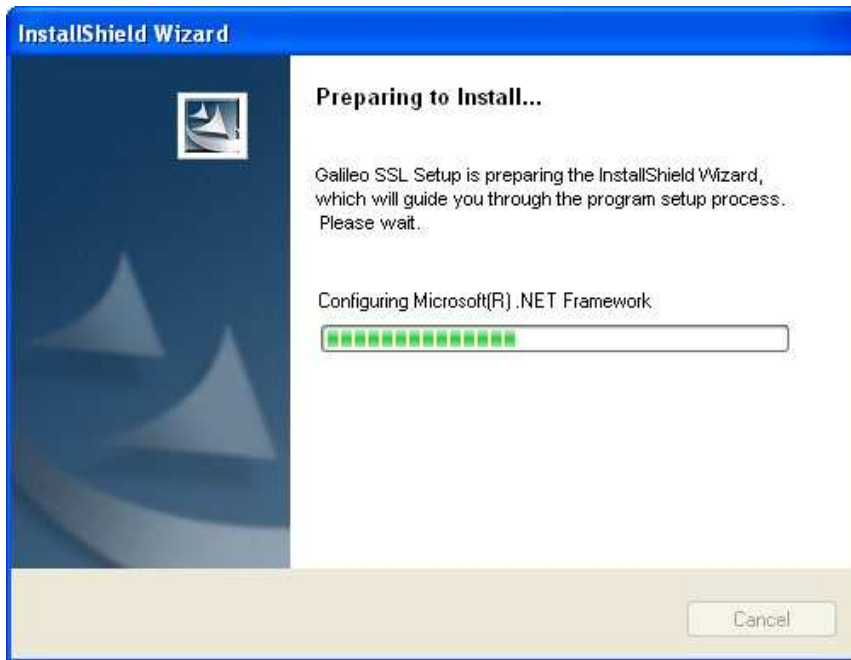 InstallShield Wizard
Preparing to Install...
Galileo SSL Setup is preparing the InstallShield Wizard,
which will guide you through the program setup process.
Please wait.
Configuring Microsoft(R) .NET Framework
Cancel